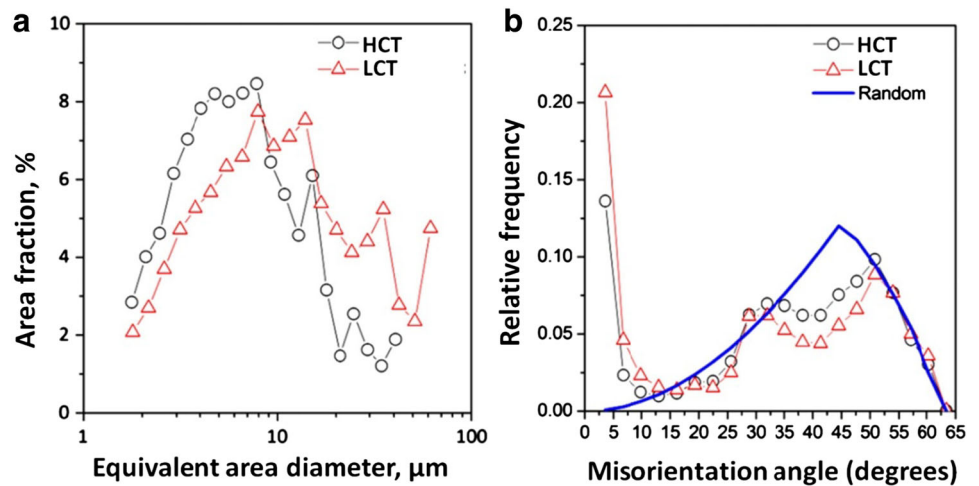 a
10
8
6
4
2
0
Area fraction, %
HCT
LCT
1
10
100
Equivalent area diameter, µm
b
0.25
0.20
0.15
0.10
0.05
0.00
Relative frequency
HCT
LCT
Random
0 5 10 15 20 25 30 35 40 45 50 55 60 65
Misorientation angle (degrees)